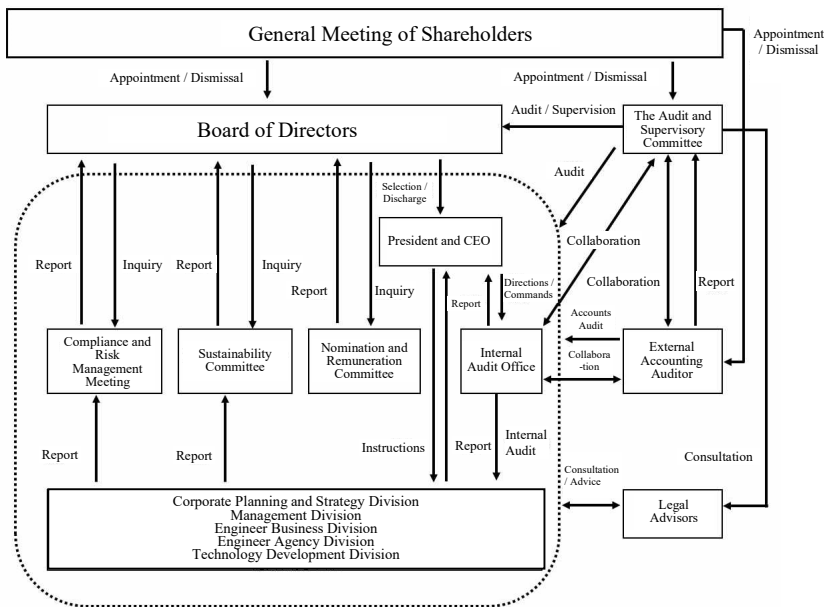 General Meeting of Shareholders
Appointment
/ Dismissal
Appointment / Dismissal
Appointment / Dismissal
Board of Directors
Audit / Supervision
The Audit and
Supervisory
Committee
Audit
Selection /
Discharge
President and CEO
Collaboration
Report
Inquiry
Report
Inquiry
Report
Inquiry
Report
Directions /
Commands
Collaboration
Report
Accounts
Audit
Compliance and
Risk
Management
Meeting
Sustainability
Committee
Nomination and
Remuneration
Committee
Internal
Audit Office
Collabora
-tion
External
Accounting
Auditor
Report
Report
Instructions
Report
Internal
Audit
Consultation
Consultation
/ Advice
Corporate Planning and Strategy Division
Management Division
Engineer Business Division
Engineer Agency Division
Technology Development Division
Legal
Advisors